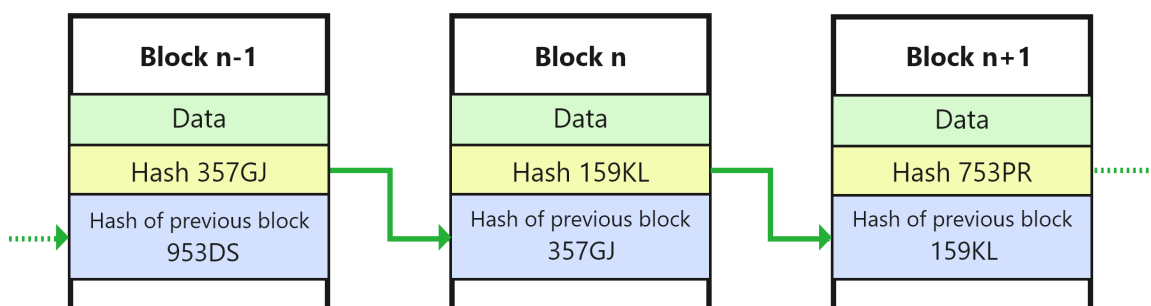 Block n-1
Data
Hash 357GJ
Hash of previous block
953DS
Block n
Data
Hash 159KL
Hash of previous block
357GJ
Block n+1
Data
Hash 753PR
Hash of previous block
159KL